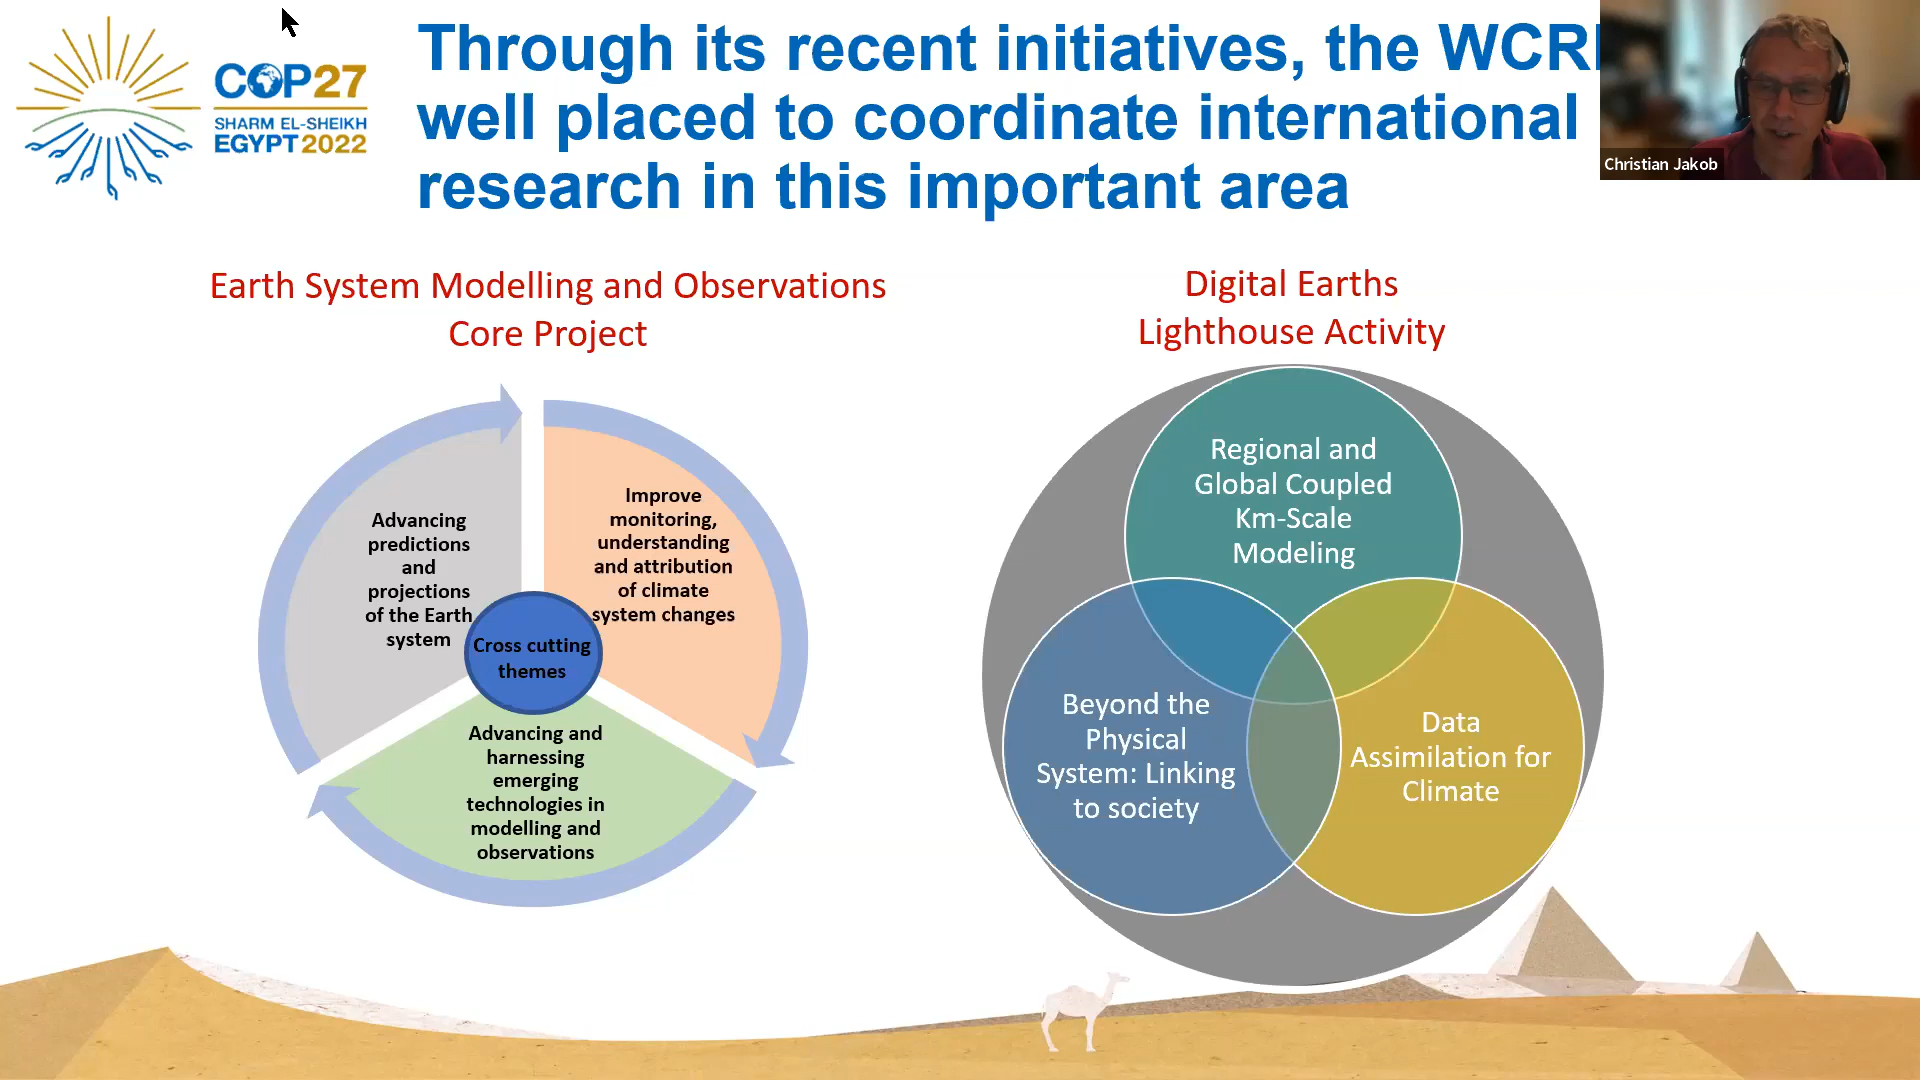 COP27
SHARM EL-SHEIKH
EGYPT 2022
Through its recent initiatives, the
well placed to coordinate international
research in this important area
Christian Jakob
Earth System Modelling and Observations
Core Project
Advancing
predictions
and
projections
of the Earth
system
Improve
monitoring,
understanding
and attribution
of climate
system changes
Cross cutting
themes
Advancing and
harnessing
emerging
technologies in
modelling and
observations
Digital Earths
Lighthouse Activity
Regional and
Global Coupled
Km-Scale
Modeling
Beyond the
Physical
System: Linking
to society
Data
Assimilation for
Climate